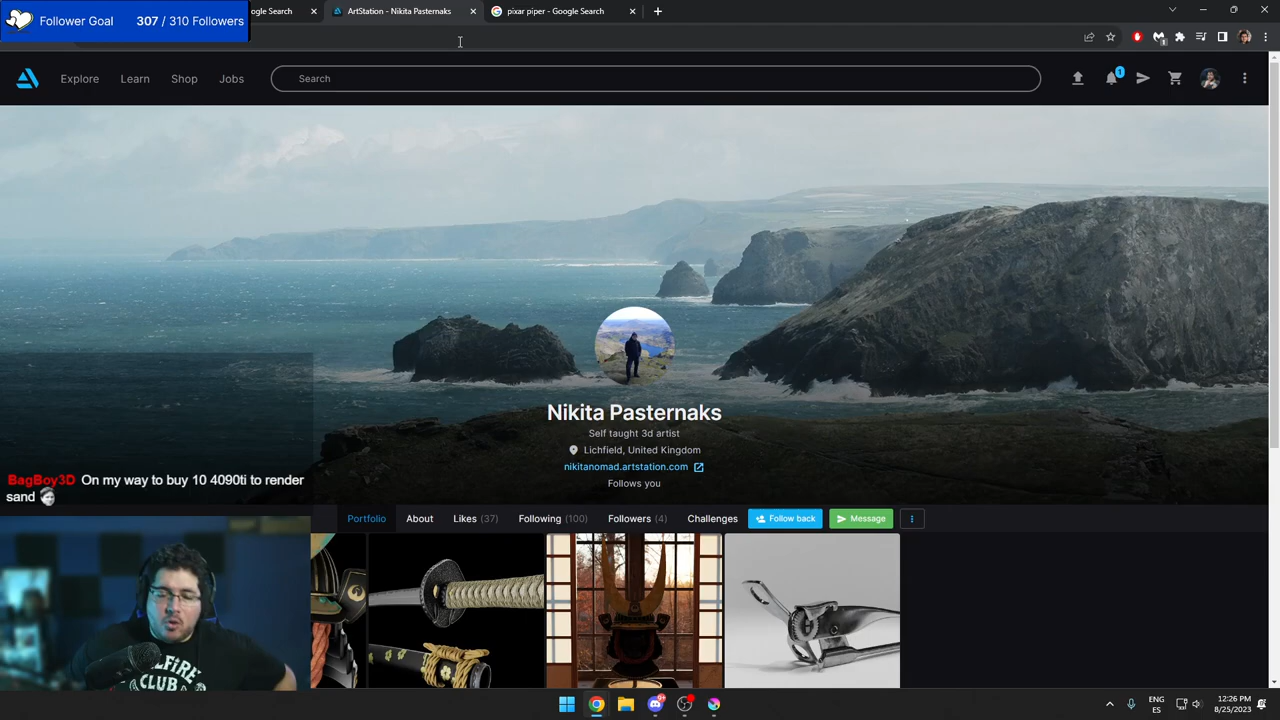 Follower Goal 307 / 310 Followers
ogle Search
ArtStation - Nikita Pasternaks
pixar piper - Google Search
Explore
Learn
Shop
Jobs
Search
1
Nikita Pasternaks
Self taught 3d artist
Lichfield, United Kingdom
nikitanomad.artstation.com
Follows you
BagBoy3D On my way to buy 10 4090ti to render
sand
Portfolio
About
Likes (37)
Following (100)
Followers (4)
Challenges
Follow back
Message
CLUB
ENG
ES
12:26 PM
8/25/2023